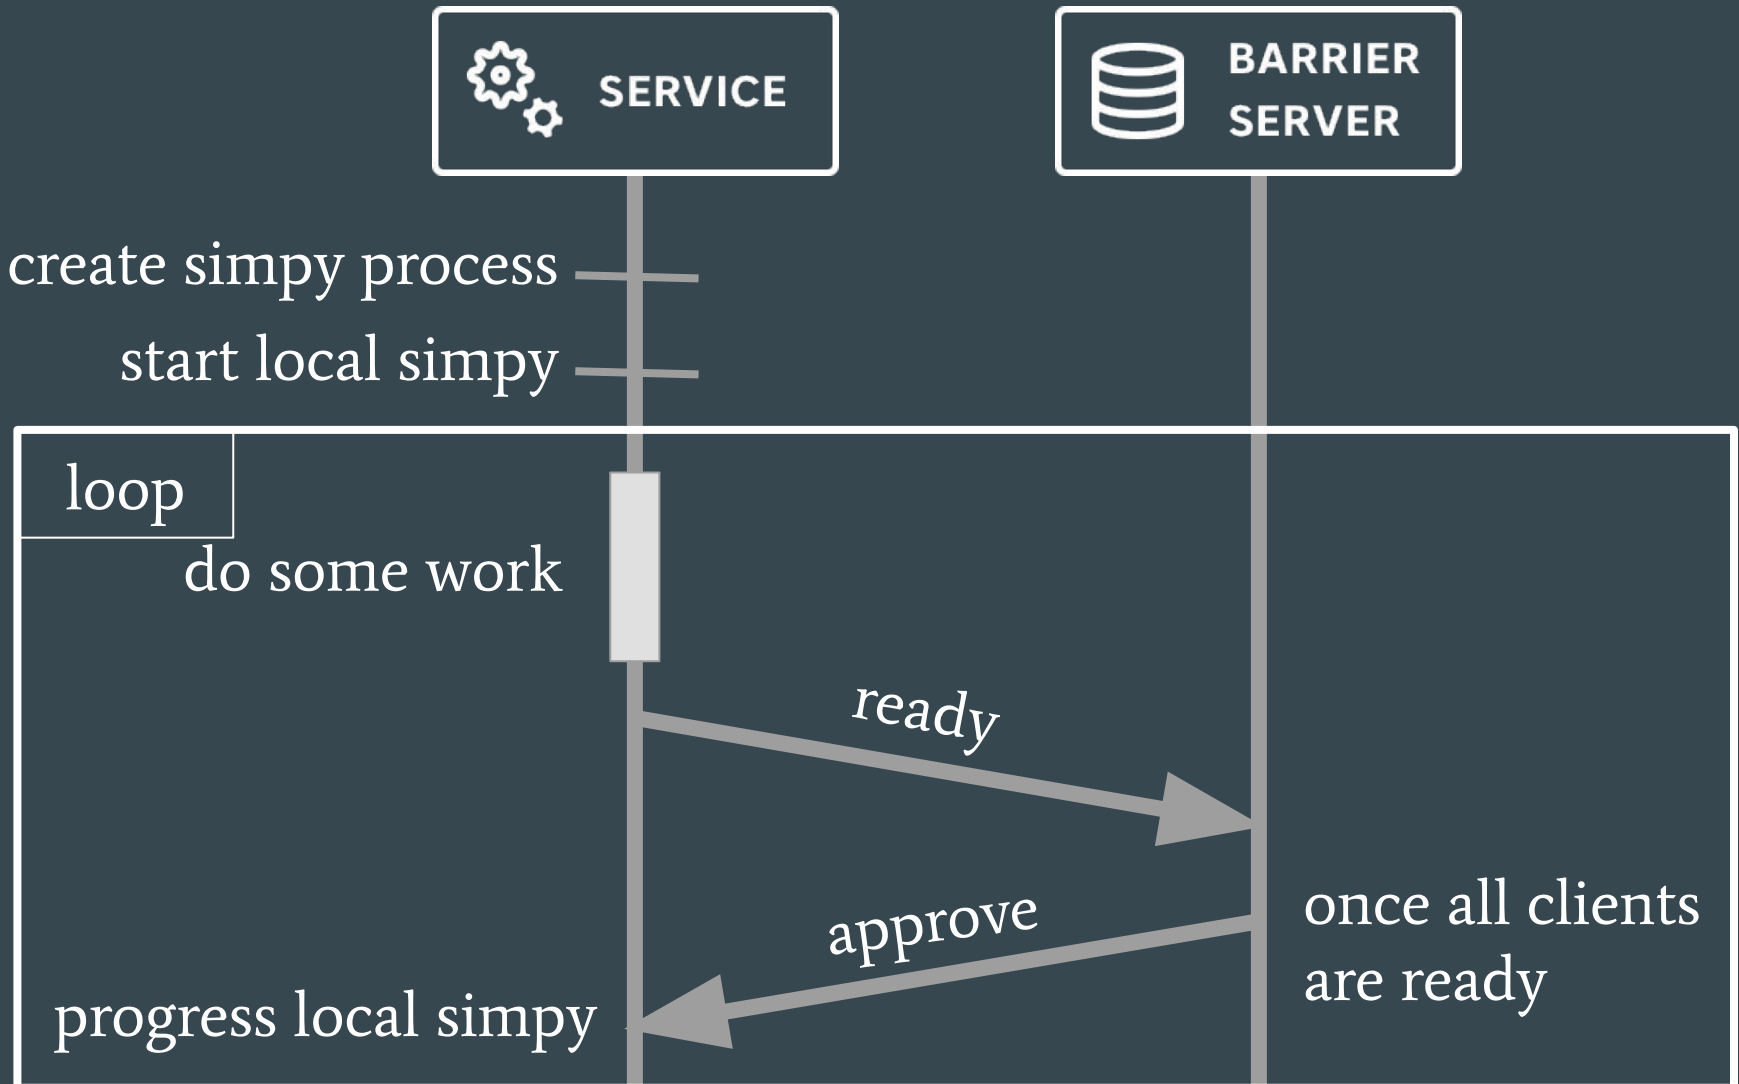 SERVICE
BARRIER
SERVER
create simpy process
start local simpy
loop
do some work
ready
approve
once all clients
are ready
progress local simpy